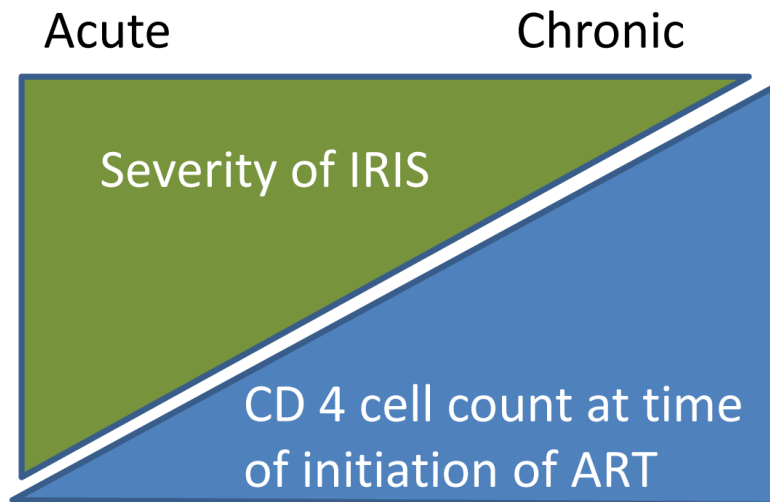 Acute Chronic
Severity of IRIS
CD 4 cell count at time
of initiation of ART